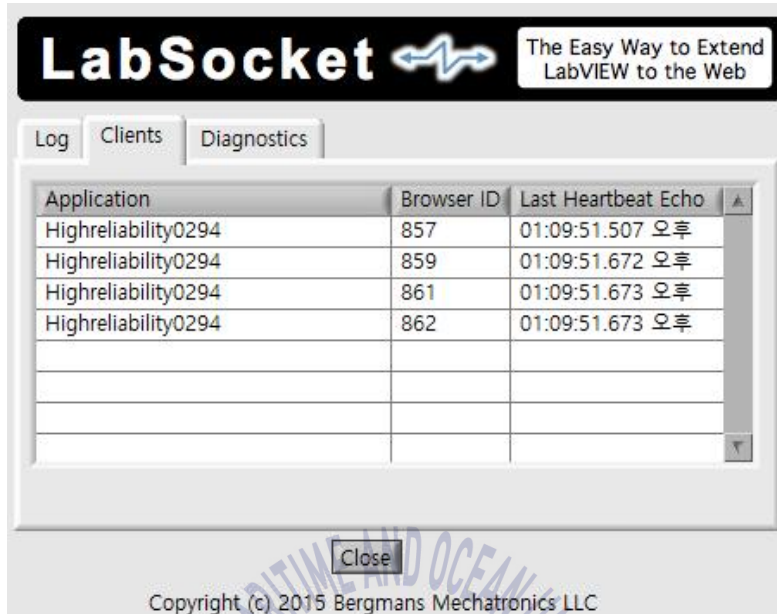 LabSocket
The Easy Way to Extend
LabVIEW to the Web
Log Clients Diagnostics
Application Browser ID Last Heartbeat Echo
Highreliability0294 857 01:09:51.507 오후
Highreliability0294 859 01:09:51.672 오후
Highreliability0294 861 01:09:51.673 오후
Highreliability0294 862 01:09:51.673 오후
Close
AND OCEAN
Copyright (c) 2015 Bergmans Mechatronics LLC